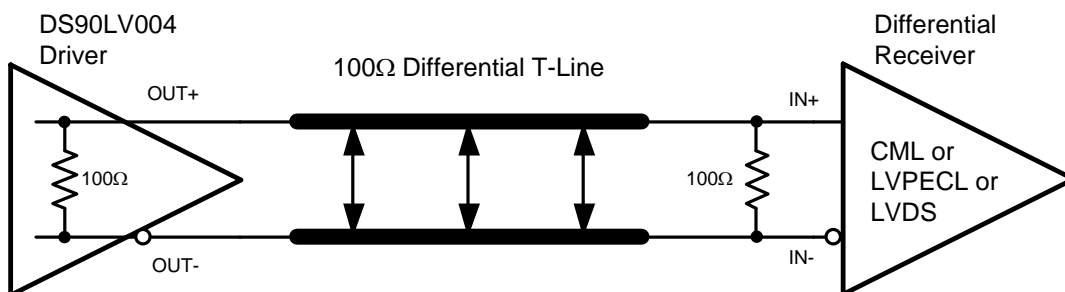 DS90LV004
Driver
100Ω Differential T-Line
Differential
Receiver
OUT+
IN+
100Ω
100Ω
CML or
LVPECL or
LVDS
OUT-
IN-